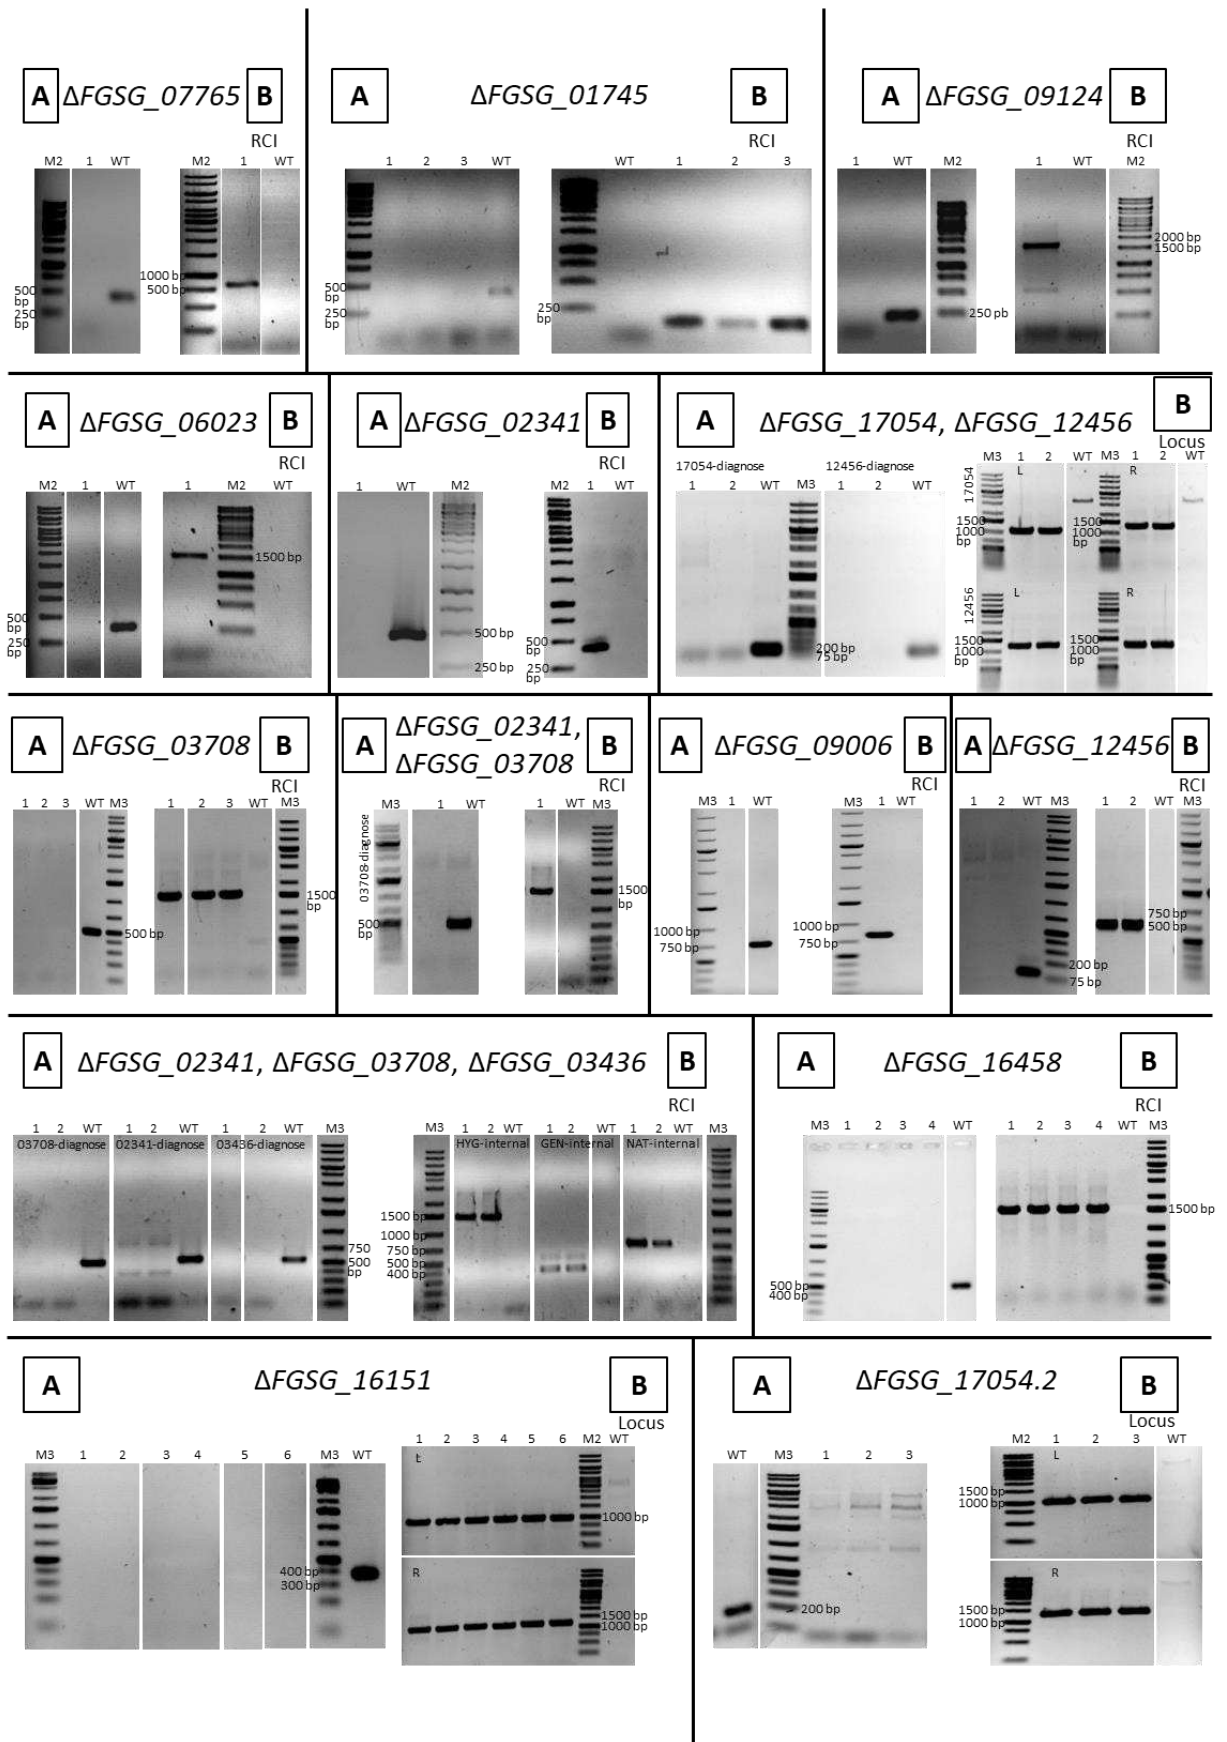 A ΔFGSG_07765 B
RCI
M2 1 WT M2 1 WT
1000 bp
500 bp
500
bp
250
bp
A ΔFGSG_01745 B
RCI
1 2 3 WT WT 1 2 3
500
bp
250
bp
250
bp
A ΔFGSG_09124 B
RCI
1 WT M2 1 WT M2
2000 bp
1500 bp
250 pb
A ΔFGSG_06023 B
RCI
M2 1 WT 1 M2 WT
1500 bp
500
bp
250
bp
A ΔFGSG_02341 B
RCI
1 WT M2 M2 1 WT
500 bp
250 bp
500
bp
250
bp
A ΔFGSG_17054, ΔFGSG_12456 B
Locus
17054-diagnose 12456-diagnose
1 2 WT M3 1 2 WT
200 bp
75 bp
M3 1 2 WT M3 1 2 WT
17054
L R
1500
1000
bp
1500
1000
bp
12456
L R
1500
1000
bp
1500
1000
bp
A ΔFGSG_03708 B
RCI
1 2 3 WT M3 1 2 3 WT M3
500 bp
1500
bp
A ΔFGSG_02341,
ΔFGSG_03708 B
RCI
M3 1 WT 1 WT M3
03708-diagnose
500
bp
1500
bp
A ΔFGSG_09006 B
RCI
M3 1 WT M3 1 WT
1000 bp
750 bp
1000 bp
750 bp
A ΔFGSG_12456 B
RCI
1 2 WT M3 1 2 WT M3
200 bp
75 bp
750 bp
500 bp
A ΔFGSG_02341, ΔFGSG_03708, ΔFGSG_03436 B
RCI
1 2 WT 1 2 WT 1 2 WT M3
03708-diagnose 02341-diagnose 03436-diagnose
750
500
bp
M3 1 2 WT 1 2 WT 1 2 WT M3
HYG-internal GEN-internal NAT-internal
1500 bp
1000 bp
750 bp
500 bp
400 bp
A ΔFGSG_16458 B
RCI
M3 1 2 3 4 WT 1 2 3 4 WT M3
500 bp
400 bp
1500 bp
A ΔFGSG_16151 B
Locus
M3 1 2 3 4 5 6 M3 WT
400 bp
300 bp
1 2 3 4 5 6 M2 WT
L
1000 bp
R
1500 bp
1000 bp
A ΔFGSG_17054.2 B
Locus
WT M3 1 2 3
200 bp
M2 1 2 3 WT
L
1500 bp
1000 bp
R
1500 bp
1000 bp